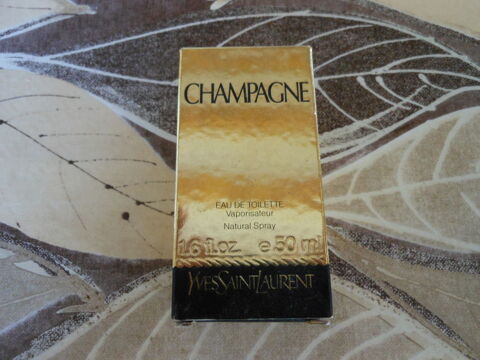 CHAMPAGNE
EAU DE TOILETTE
Vaporisateur
Natural Spray
1.6 fl.oz. e 50 ml
YVESSAINTLAURENT